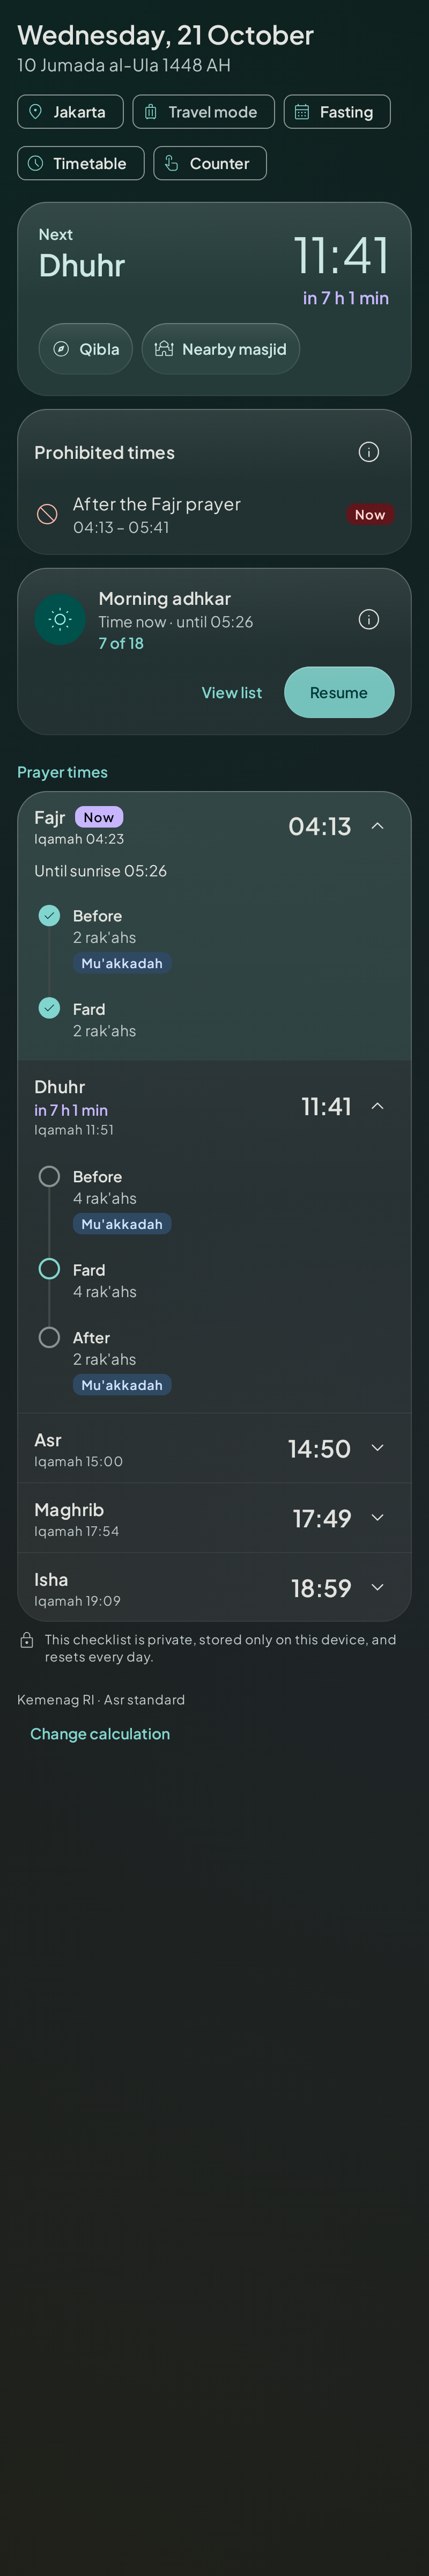 Wednesday, 21 October
10 Jumada al-Ula 1448 AH
Jakarta
Travel mode
Fasting
Timetable
Counter
Next
Dhuhr
11:41
in 7 h 1 min
Qibla
Nearby masjid
Prohibited times
After the Fajr prayer
04:13 – 05:41
Now
Morning adhkar
Time now · until 05:26
7 of 18
View list
Resume
Prayer times
Fajr
Now
Iqamah 04:23
04:13
Until sunrise 05:26
Before
2 rak'ahs
Mu'akkadah
Fard
2 rak'ahs
Dhuhr
in 7 h 1 min
Iqamah 11:51
11:41
Before
4 rak'ahs
Mu'akkadah
Fard
4 rak'ahs
After
2 rak'ahs
Mu'akkadah
Asr
Iqamah 15:00
14:50
Maghrib
Iqamah 17:54
17:49
Isha
Iqamah 19:09
18:59
This checklist is private, stored only on this device, and
resets every day.
Kemenag RI · Asr standard
Change calculation